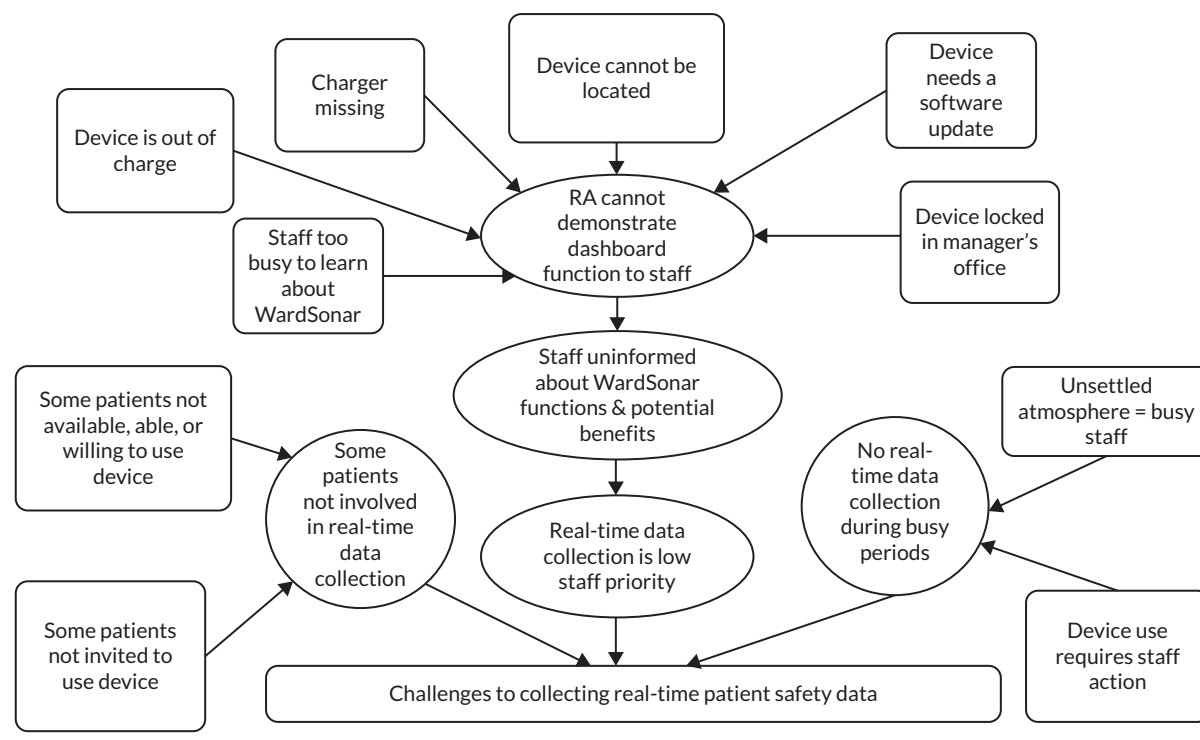 Device cannot be
located
Device
needs a
software
update
Charger
missing
Device is out of
charge
RA cannot
demonstrate
dashboard
function to staff
Device locked
in manager’s
office
Staff too
busy to learn
about
WardSonar
Staff uninformed
about WardSonar
functions & potential
benefits
Some patients not
available, able, or
willing to use
device
Unsettled
atmosphere = busy
staff
Some
patients
not involved
in real-time
data
collection
No real-
time data
collection
during busy
periods
Real-time data
collection is low
staff priority
Some patients
not invited to
use device
Device use
requires staff
action
Challenges to collecting real-time patient safety data